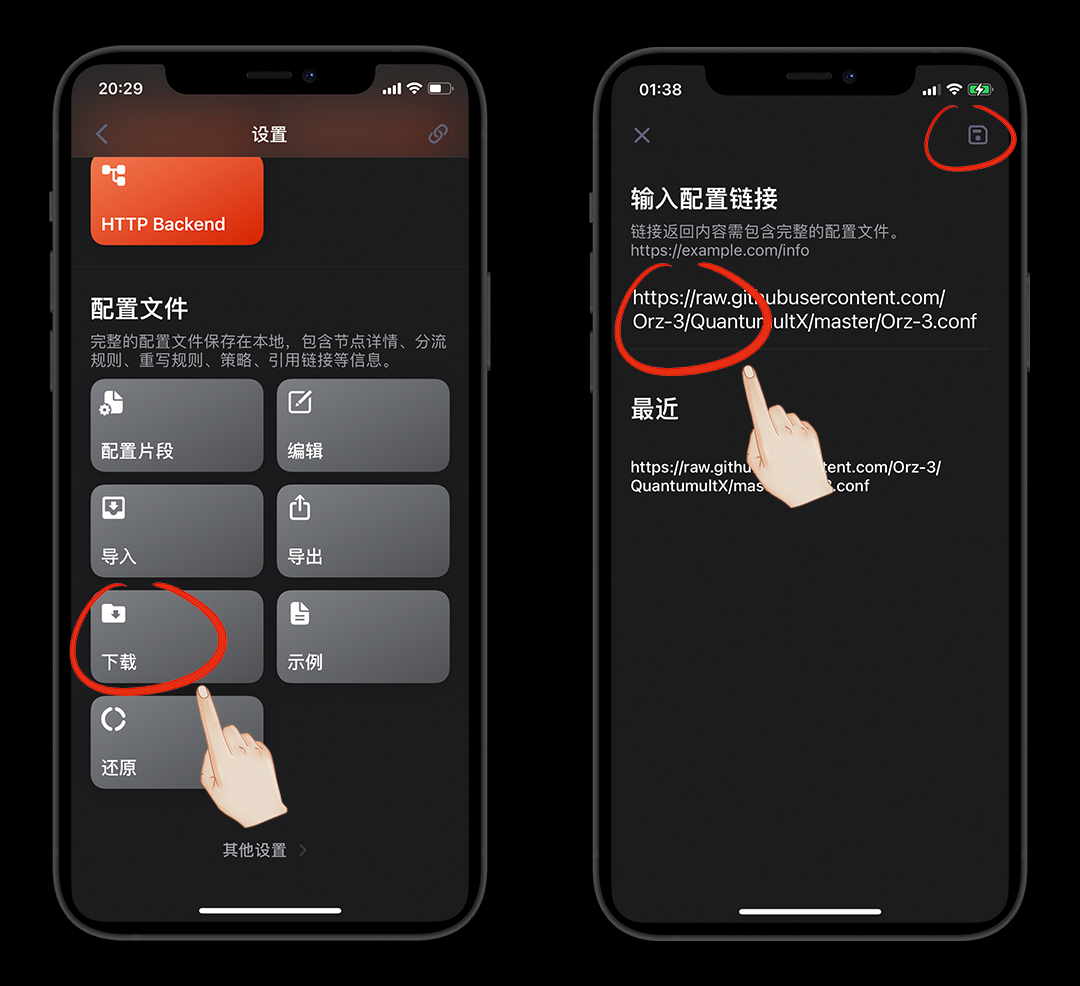 20:29
设置
HTTP Backend
配置文件
完整的配置文件保存在本地，包含节点详情、分流
规则、重写规则、策略、引用链接等信息。
配置片段
编辑
导入
导出
下载
示例
还原
其他设置
01:38
输入配置链接
链接返回内容需包含完整的配置文件。
https://example.com/info
https://raw.githubusercontent.com/
Orz-3/QuantumultX/master/Orz-3.conf
最近
https://raw.githu tent.com/Orz-3/
QuantumultX/mas 3.conf